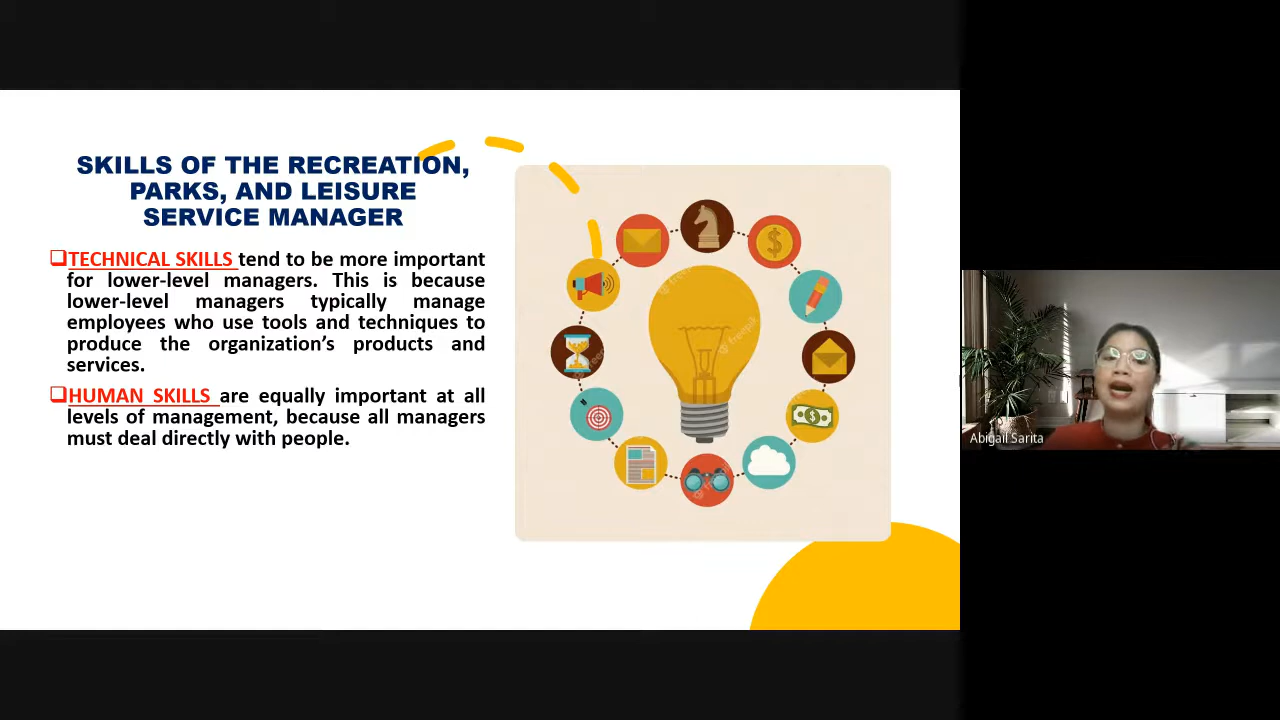 SKILLS OF THE RECREATION,
PARKS, AND LEISURE
SERVICE MANAGER
TECHNICAL SKILLS tend to be more important
for lower-level managers. This is because
lower-level managers typically manage
employees who use tools and techniques to
produce the organization’s products and
services.
HUMAN SKILLS are equally important at all
levels of management, because all managers
must deal directly with people.
freepik
Abigail Sarita